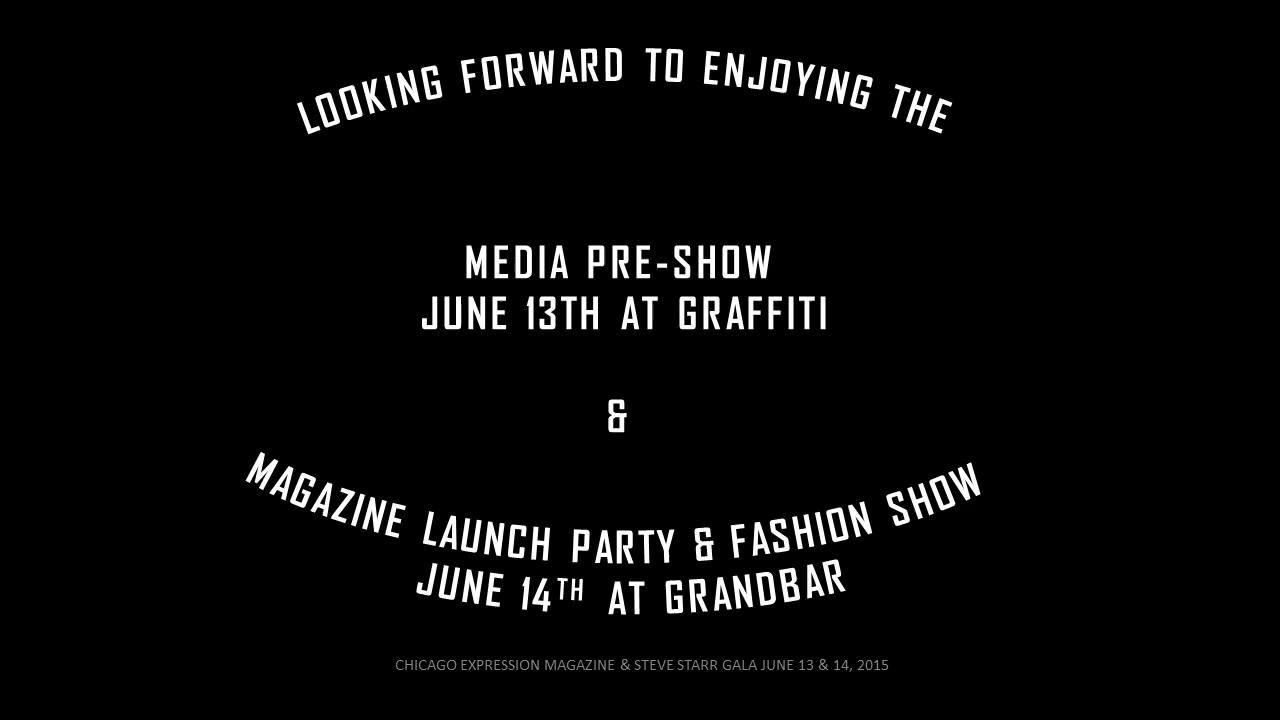 LOOKING FORWARD TO ENJOYING THE
MEDIA PRE-SHOW
JUNE 13TH AT GRAFFITI
&
MAGAZINE LAUNCH PARTY & FASHION SHOW
JUNE 14TH AT GRANDBAR
CHICAGO EXPRESSION MAGAZINE & STEVE STARR GALA JUNE 13 & 14, 2015